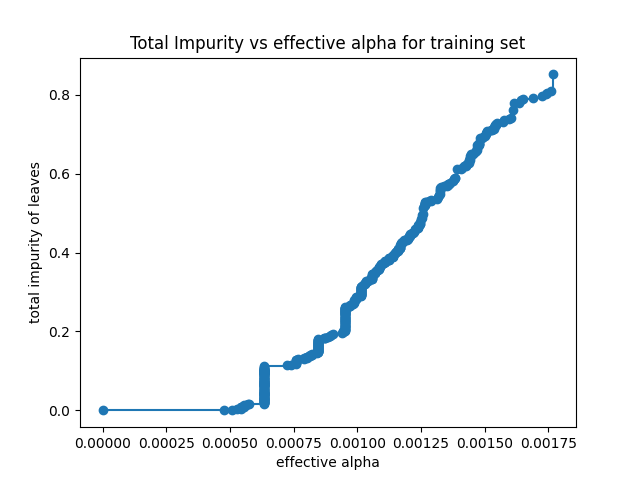 Total Impurity vs effective alpha for training set
total impurity of leaves
0.8
0.6
0.4
0.2
0.0
0.00000 0.00025 0.00050 0.00075 0.00100 0.00125 0.00150 0.00175
effective alpha